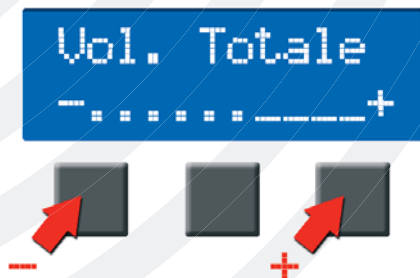 Vol. Totale
-......____+
- +